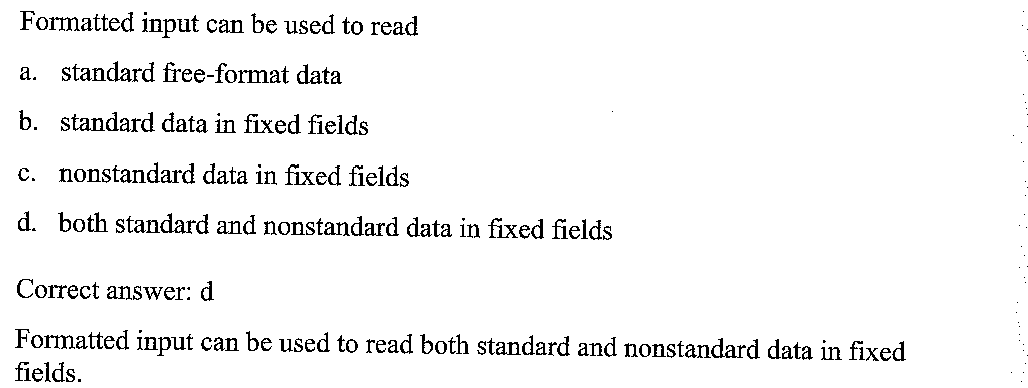 Formatted input can be used to read
a. standard free-format data
b. standard data in fixed fields
c. nonstandard data in fixed fields
d. both standard and nonstandard data in fixed fields
Correct answer: d
Formatted input can be used to read both standard and nonstandard data in fixed
fields.